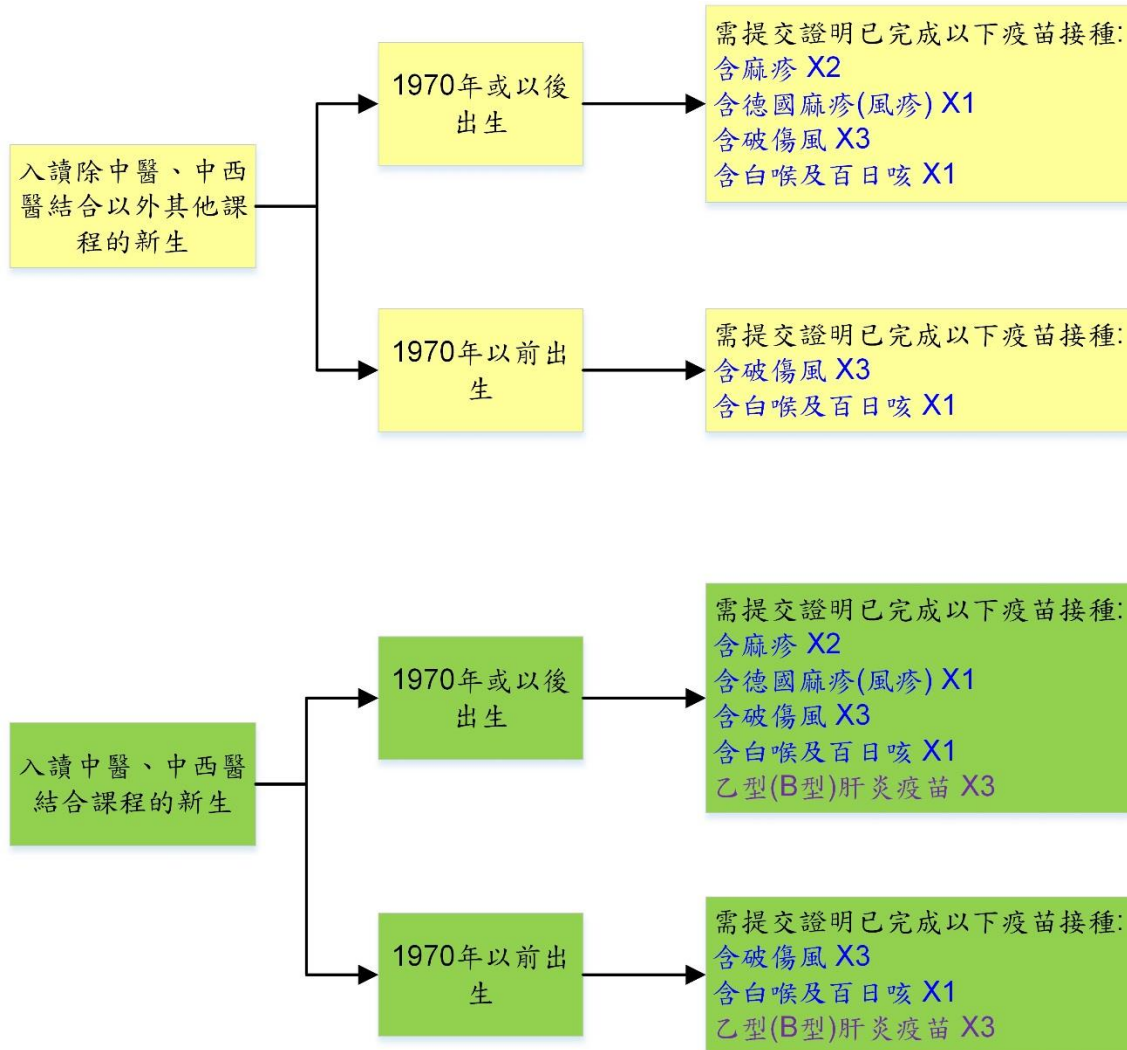 入讀除中醫、中西
醫結合以外其他課
程的新生
1970年或以後
出生
需提交證明已完成以下疫苗接種:
含麻疹 X2
含德國麻疹(風疹) X1
含破傷風 X3
含白喉及百日咳 X1
1970年以前出
生
需提交證明已完成以下疫苗接種:
含破傷風 X3
含白喉及百日咳 X1
入讀中醫、中西醫
結合課程的新生
1970年或以後
出生
需提交證明已完成以下疫苗接種:
含麻疹 X2
含德國麻疹(風疹) X1
含破傷風 X3
含白喉及百日咳 X1
乙型(B型)肝炎疫苗 X3
1970年以前出
生
需提交證明已完成以下疫苗接種:
含破傷風 X3
含白喉及百日咳 X1
乙型(B型)肝炎疫苗 X3